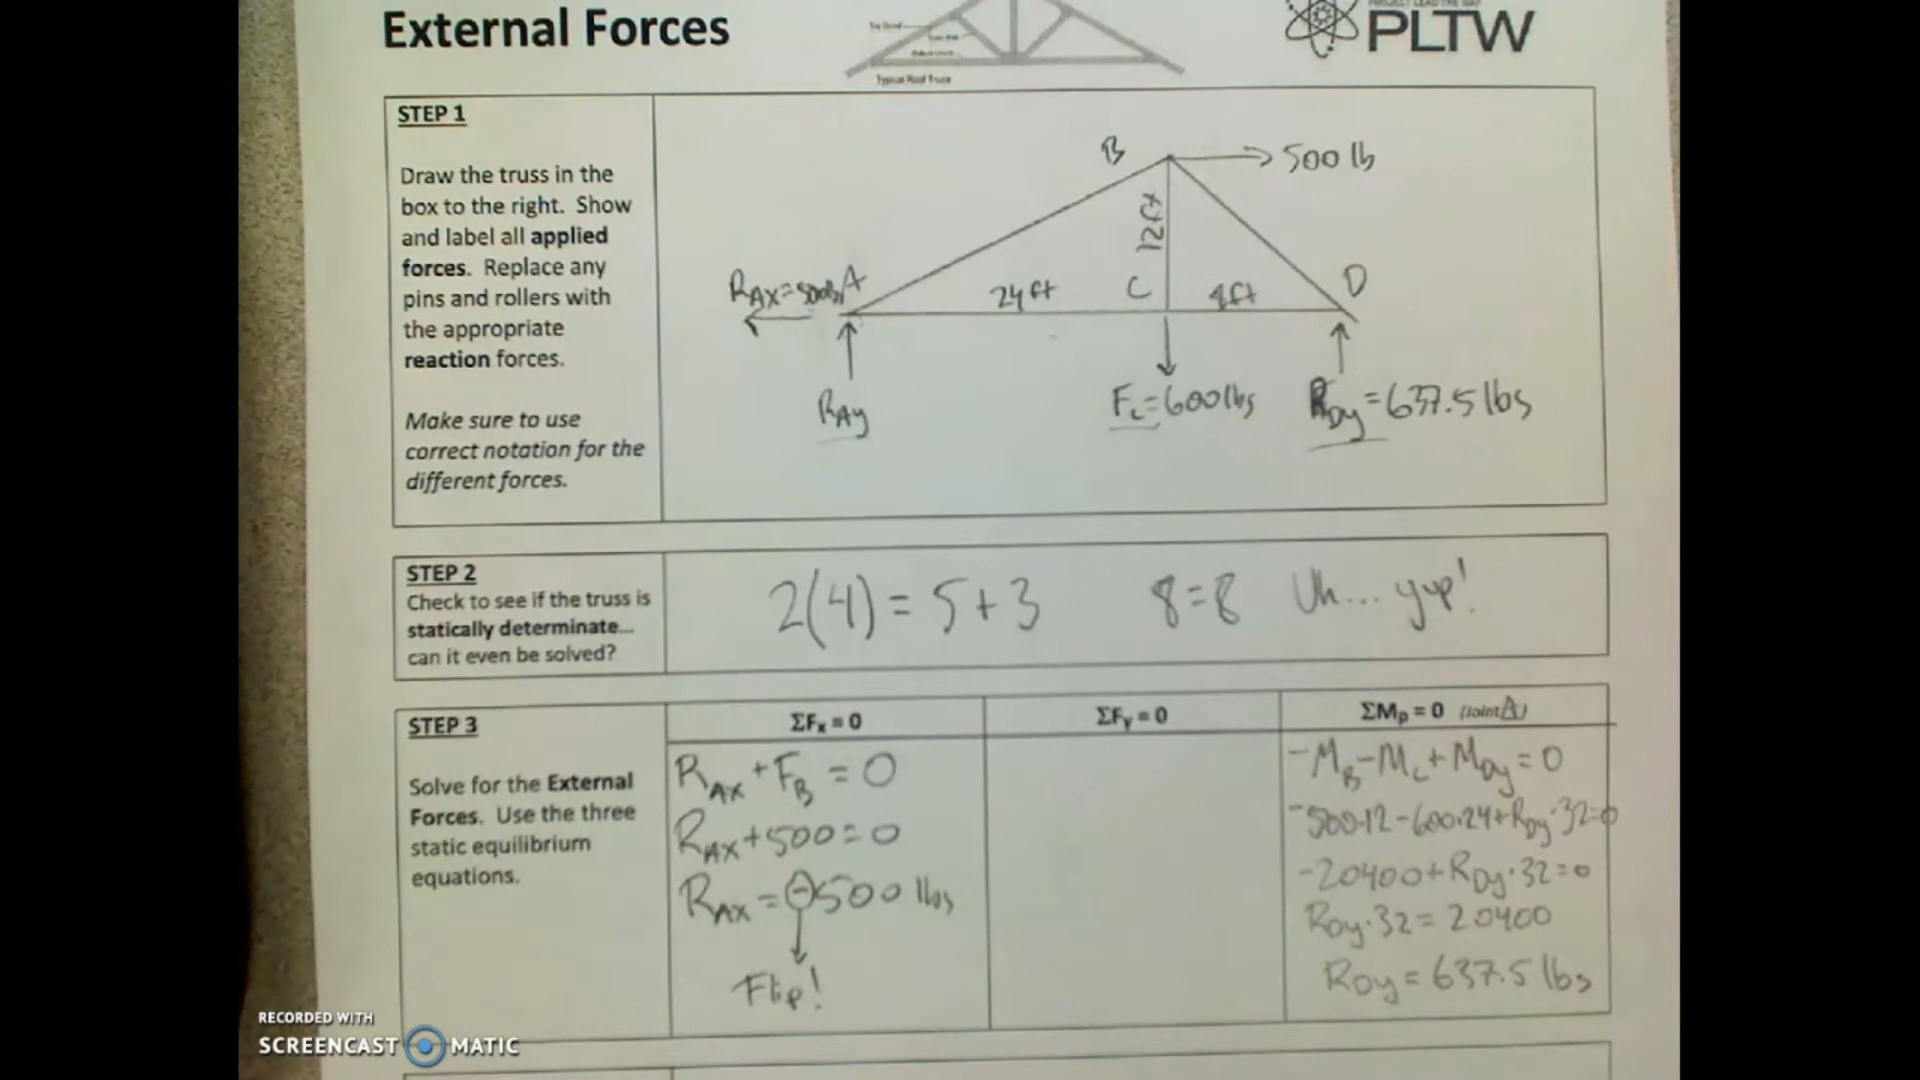 External Forces
Typical Roof Truss
PLTW
STEP 1
Draw the truss in the
box to the right. Show
and label all applied
forces. Replace any
pins and rollers with
the appropriate
reaction forces.
Make sure to use
correct notation for the
different forces.
B
500 lb
12ft
RAX=500lb A
24ft
C
8ft
D
RAy
Fc=600lbs
RDy=637.5lbs
STEP 2
Check to see if the truss is
statically determinate...
can it even be solved?
2(4)=5+3 8=8 Uh... yup!
STEP 3
Solve for the External
Forces. Use the three
static equilibrium
equations.
ΣFx = 0
RAX+FB=0
RAX+500=0
RAX=-500 lbs
Flip!
ΣFy = 0
ΣMp = 0 (Joint A)
-MB-Mc+MDy=0
-500·12-600·24+RDy·32=0
-20400+RDy·32=0
RDy·32=20400
RDy=637.5 lbs
RECORDED WITH
SCREENCAST MATIC